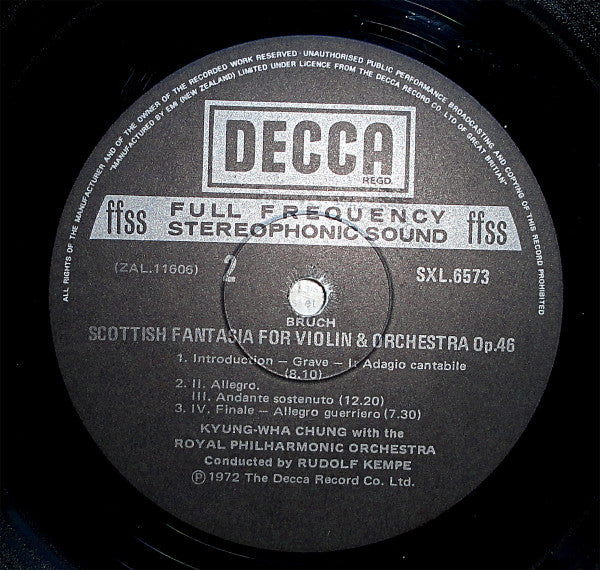 ALL RIGHTS OF THE MANUFACTURER AND OF THE OWNER OF THE RECORDED WORK RESERVED · UNAUTHORISED PUBLIC PERFORMANCE BROADCASTING AND COPYING OF THIS RECORD PROHIBITED
"MANUFACTURED BY EMI (NEW ZEALAND) LIMITED UNDER LICENCE FROM THE DECCA RECORD CO. LTD OF GREAT BRITIAN"
DECCA
REGD.
ffss FULL FREQUENCY ffss
STEREOPHONIC SOUND
(ZAL.11606) 2 SXL.6573
BRUCH
SCOTTISH FANTASIA FOR VIOLIN & ORCHESTRA Op.46
1. Introduction – Grave – I: Adagio cantabile
(8.10)
2. II. Allegro.
III. Andante sostenuto (12.20)
3. IV. Finale – Allegro guerriero (7.30)
KYUNG-WHA CHUNG with the
ROYAL PHILHARMONIC ORCHESTRA
Conducted by RUDOLF KEMPE
Ⓟ 1972 The Decca Record Co. Ltd.